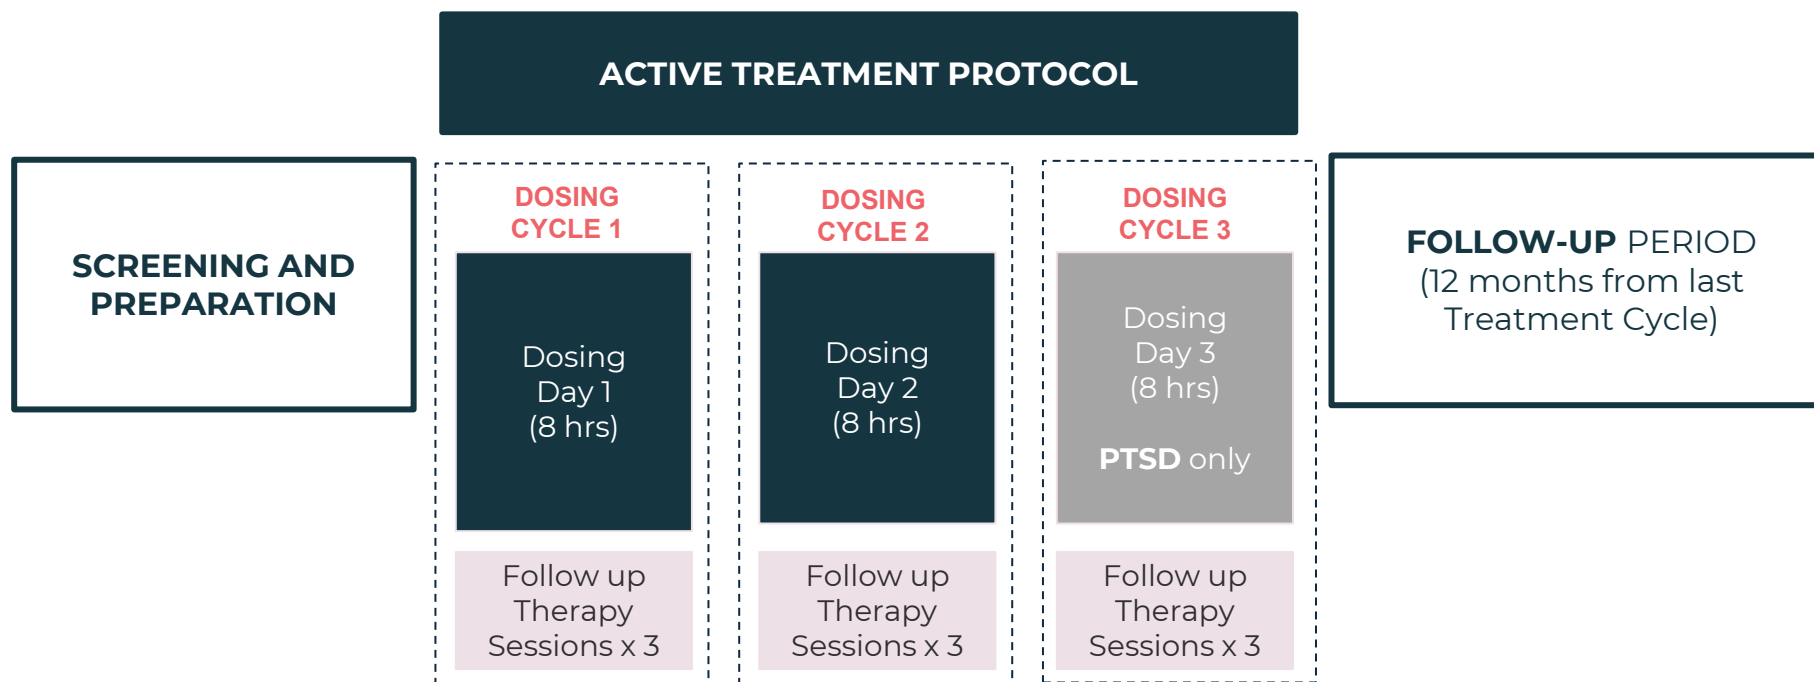 ACTIVE TREATMENT PROTOCOL
SCREENING AND
PREPARATION
DOSING
CYCLE 1
Dosing
Day 1
(8 hrs)
Follow up
Therapy
Sessions x 3
DOSING
CYCLE 2
Dosing
Day 2
(8 hrs)
Follow up
Therapy
Sessions x 3
DOSING
CYCLE 3
Dosing
Day 3
(8 hrs)
PTSD only
Follow up
Therapy
Sessions x 3
FOLLOW-UP PERIOD
(12 months from last
Treatment Cycle)